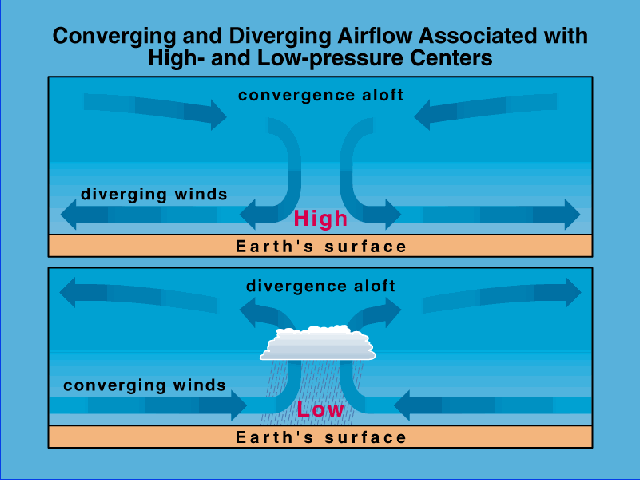 Converging and Diverging Airflow Associated with
High- and Low-pressure Centers
convergence aloft
diverging winds
High
Earth's surface
divergence aloft
converging winds
Low
Earth's surface